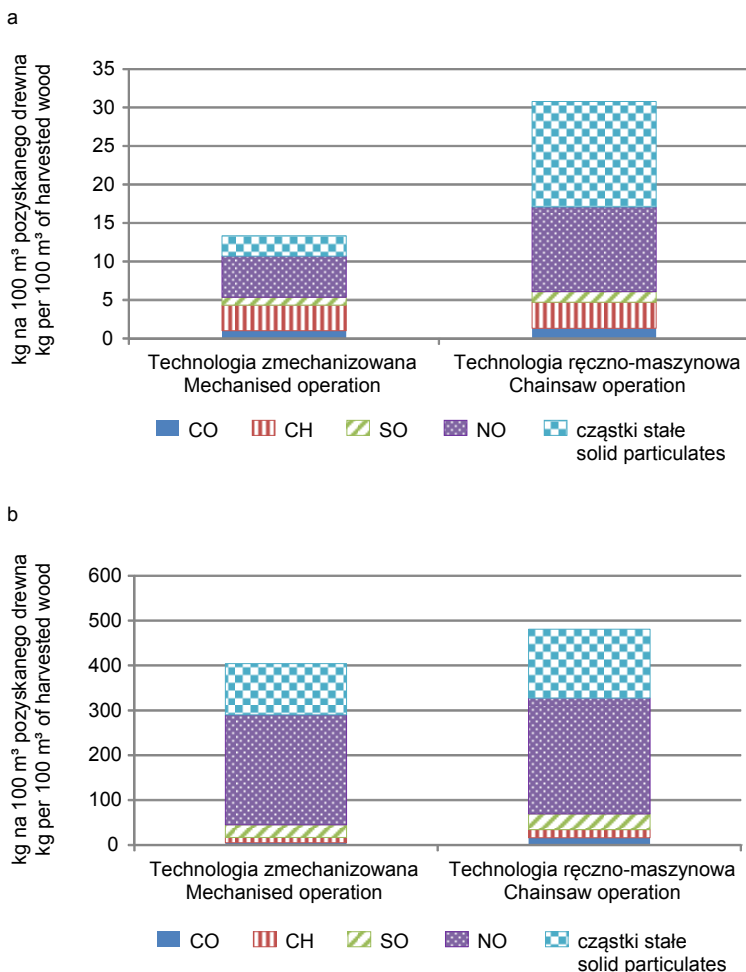 a
kg na 100 m³ pozyskanego drewna
kg per 100 m³ of harvested wood
35
30
25
20
15
10
5
0
Technologia zmechanizowana
Mechanised operation
Technologia ręczno-maszynowa
Chainsaw operation
CO
CH
SO
NO
cząstki stałe
solid particulates
b
kg na 100 m³ pozyskanego drewna
kg per 100 m³ of harvested wood
600
500
400
300
200
100
0
Technologia zmechanizowana
Mechanised operation
Technologia ręczno-maszynowa
Chainsaw operation
CO
CH
SO
NO
cząstki stałe
solid particulates